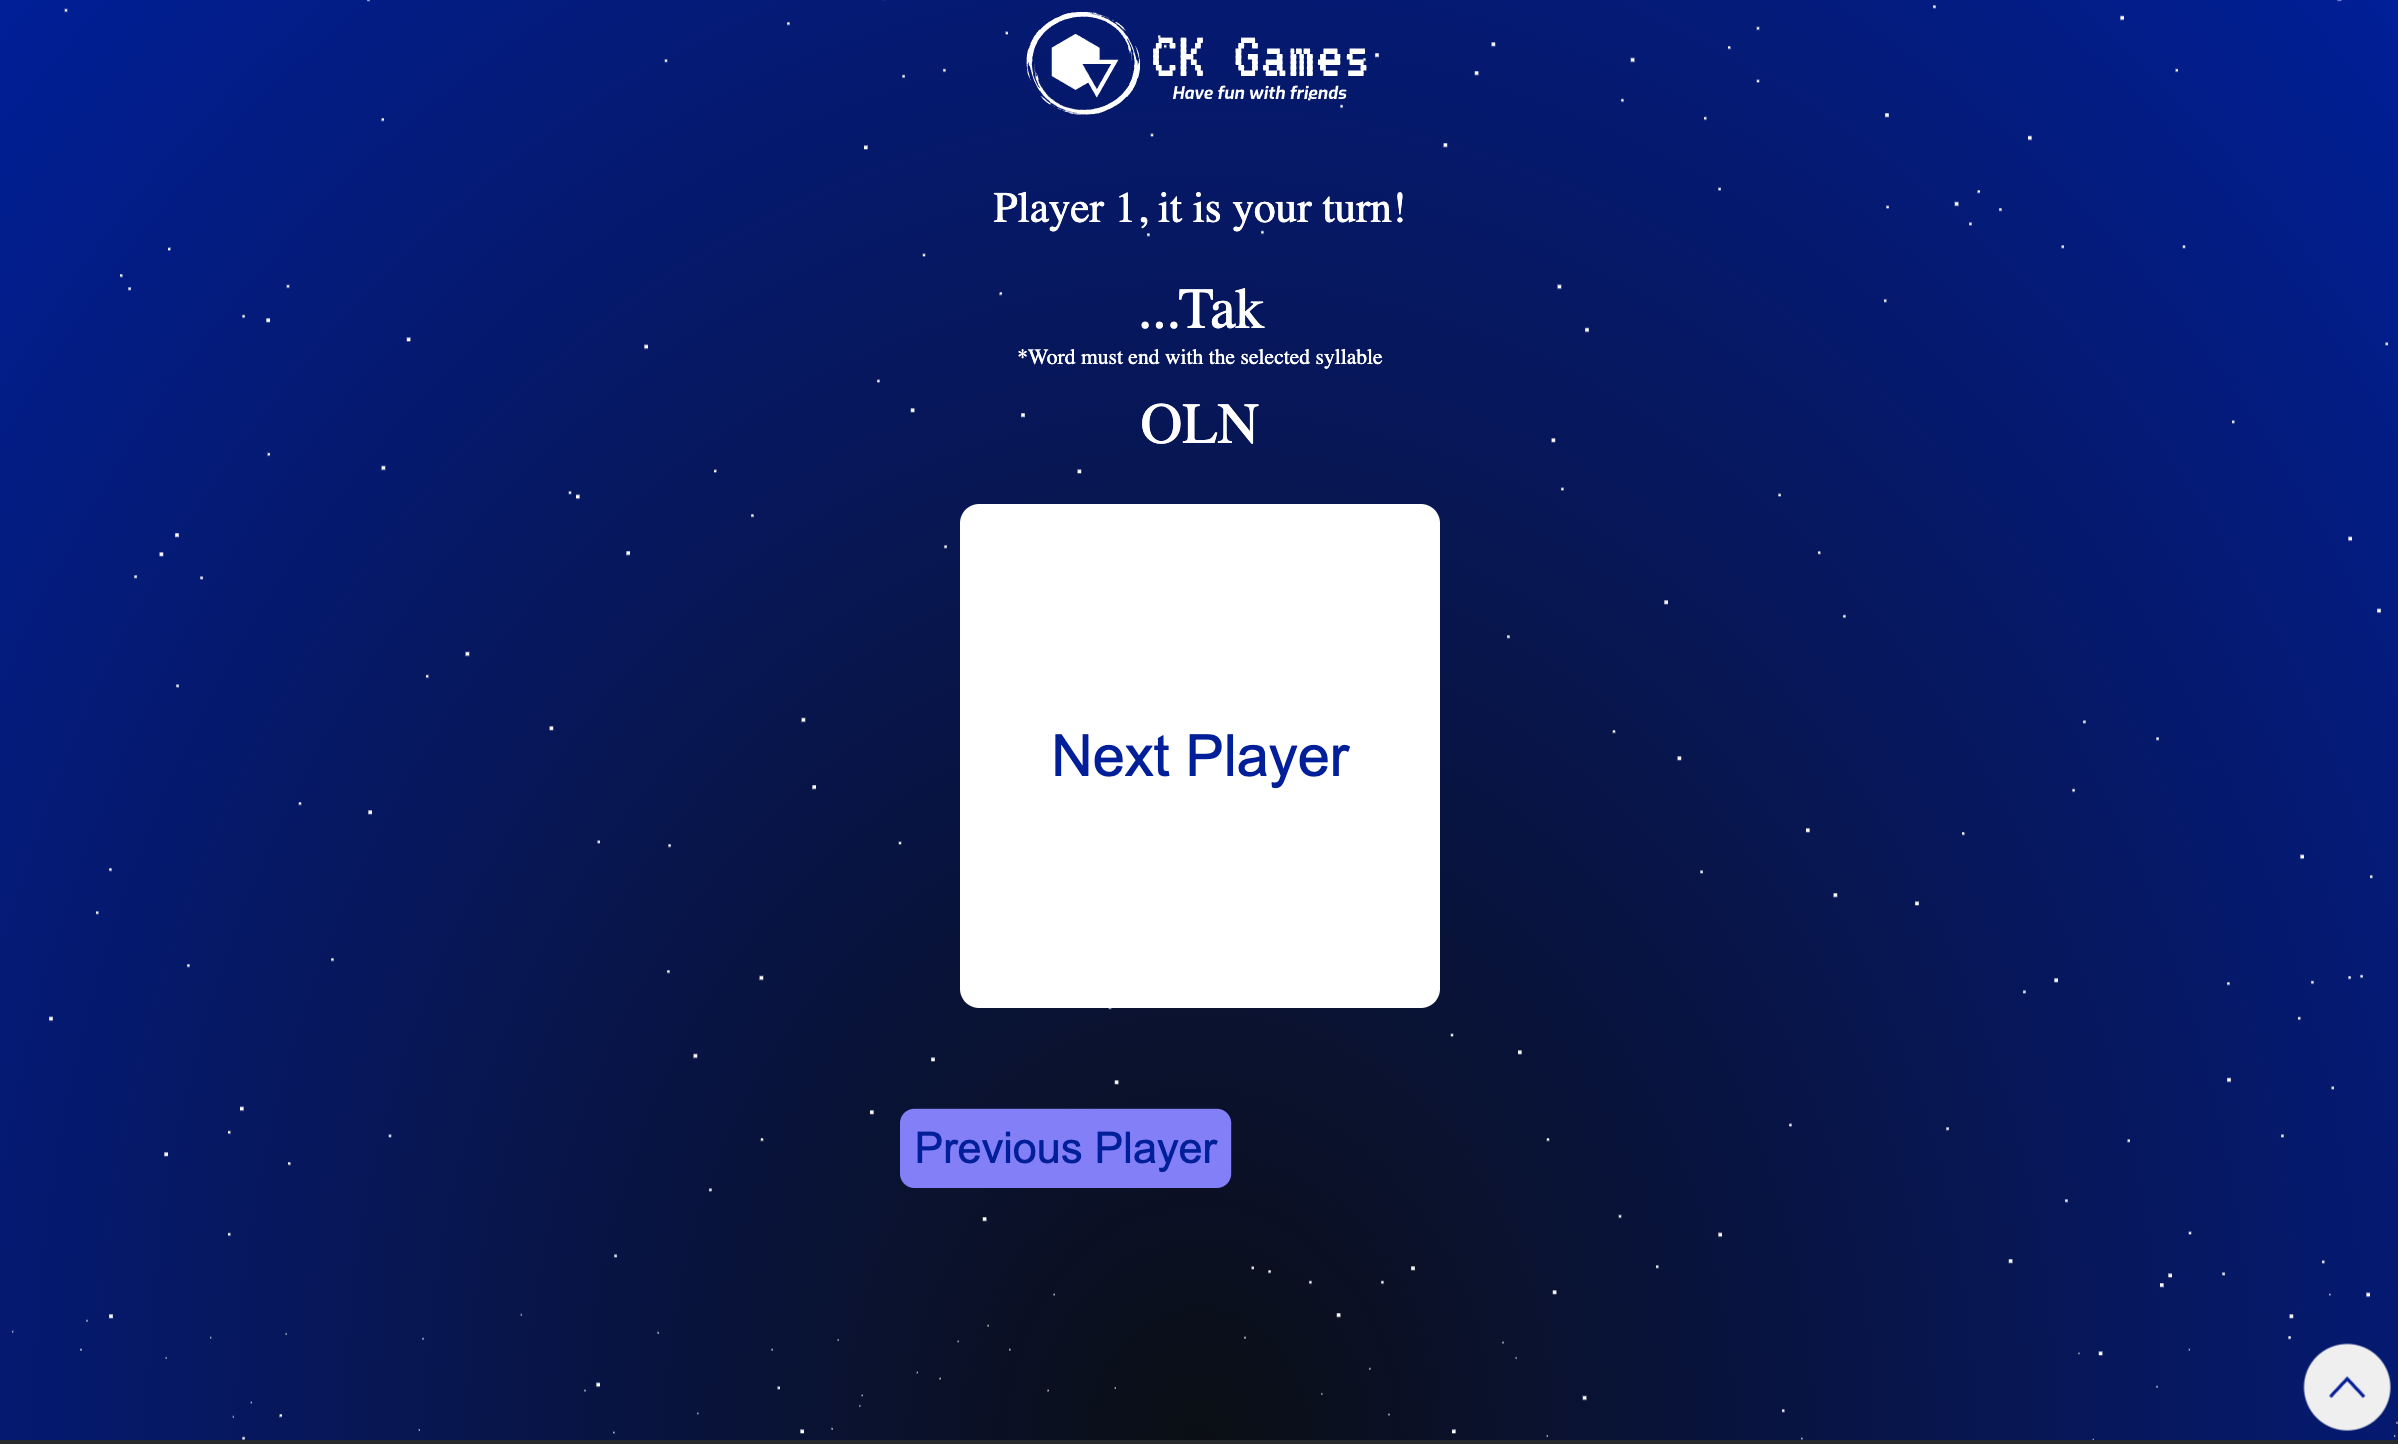 CK Games
Have fun with friends
Player 1, it is your turn!
...Tak
*Word must end with the selected syllable
OLN
Next Player
Previous Player